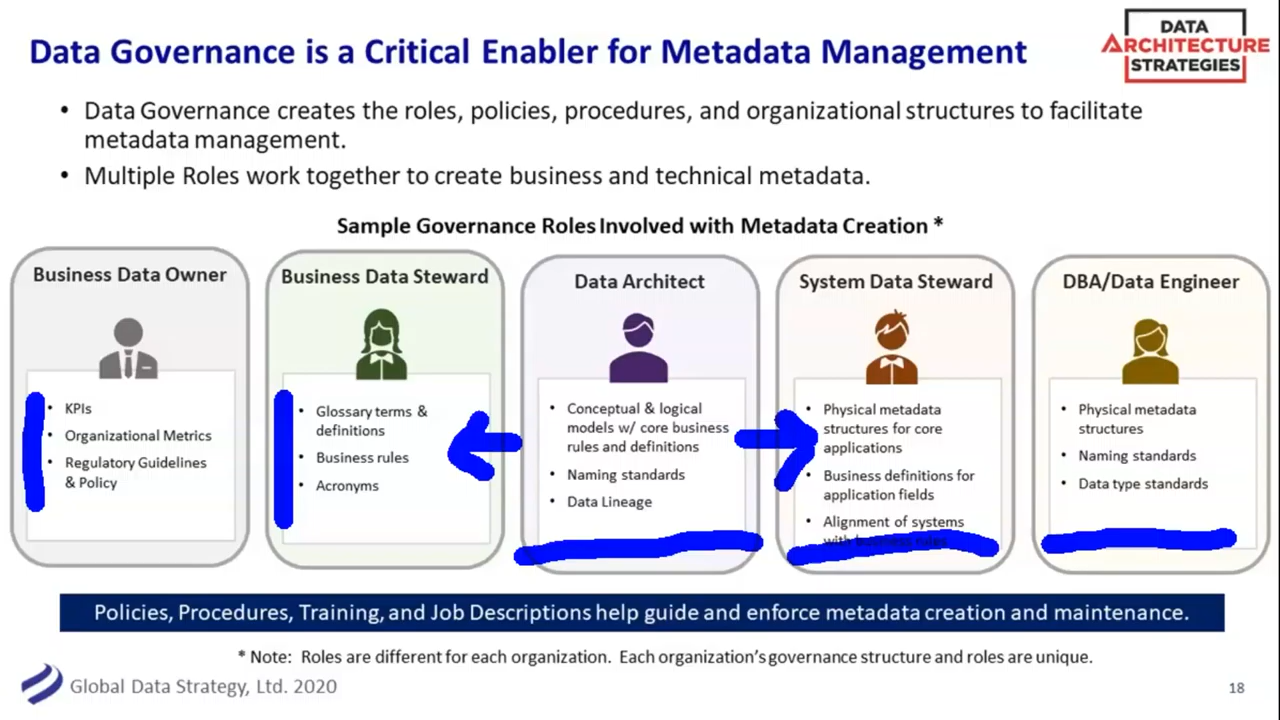 Data Governance is a Critical Enabler for Metadata Management
DATA
ARCHITECTURE
STRATEGIES
• Data Governance creates the roles, policies, procedures, and organizational structures to facilitate
metadata management.
• Multiple Roles work together to create business and technical metadata.
Sample Governance Roles Involved with Metadata Creation *
Business Data Owner
• KPIs
• Organizational Metrics
• Regulatory Guidelines
& Policy
Business Data Steward
• Glossary terms &
definitions
• Business rules
• Acronyms
Data Architect
• Conceptual & logical
models w/ core business
rules and definitions
• Naming standards
• Data Lineage
System Data Steward
• Physical metadata
structures for core
applications
• Business definitions for
application fields
• Alignment of systems
with business rules
DBA/Data Engineer
• Physical metadata
structures
• Naming standards
• Data type standards
Policies, Procedures, Training, and Job Descriptions help guide and enforce metadata creation and maintenance.
* Note: Roles are different for each organization. Each organization's governance structure and roles are unique.
Global Data Strategy, Ltd. 2020
18